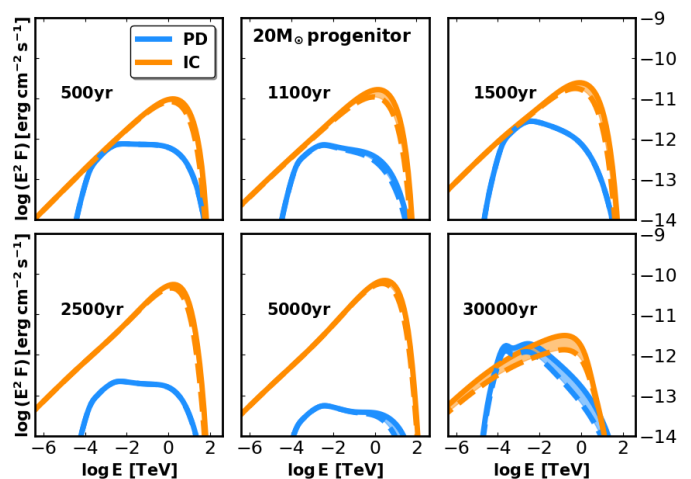 PD
IC
20M⊙ progenitor
500yr
1100yr
1500yr
log (E² F) [erg cm⁻² s⁻¹]
−9
−10
−11
−12
−13
−14
2500yr
5000yr
30000yr
log (E² F) [erg cm⁻² s⁻¹]
−9
−10
−11
−12
−13
−14
−6 −4 −2 0 2
−6 −4 −2 0 2
−6 −4 −2 0 2
log E [TeV]
log E [TeV]
log E [TeV]